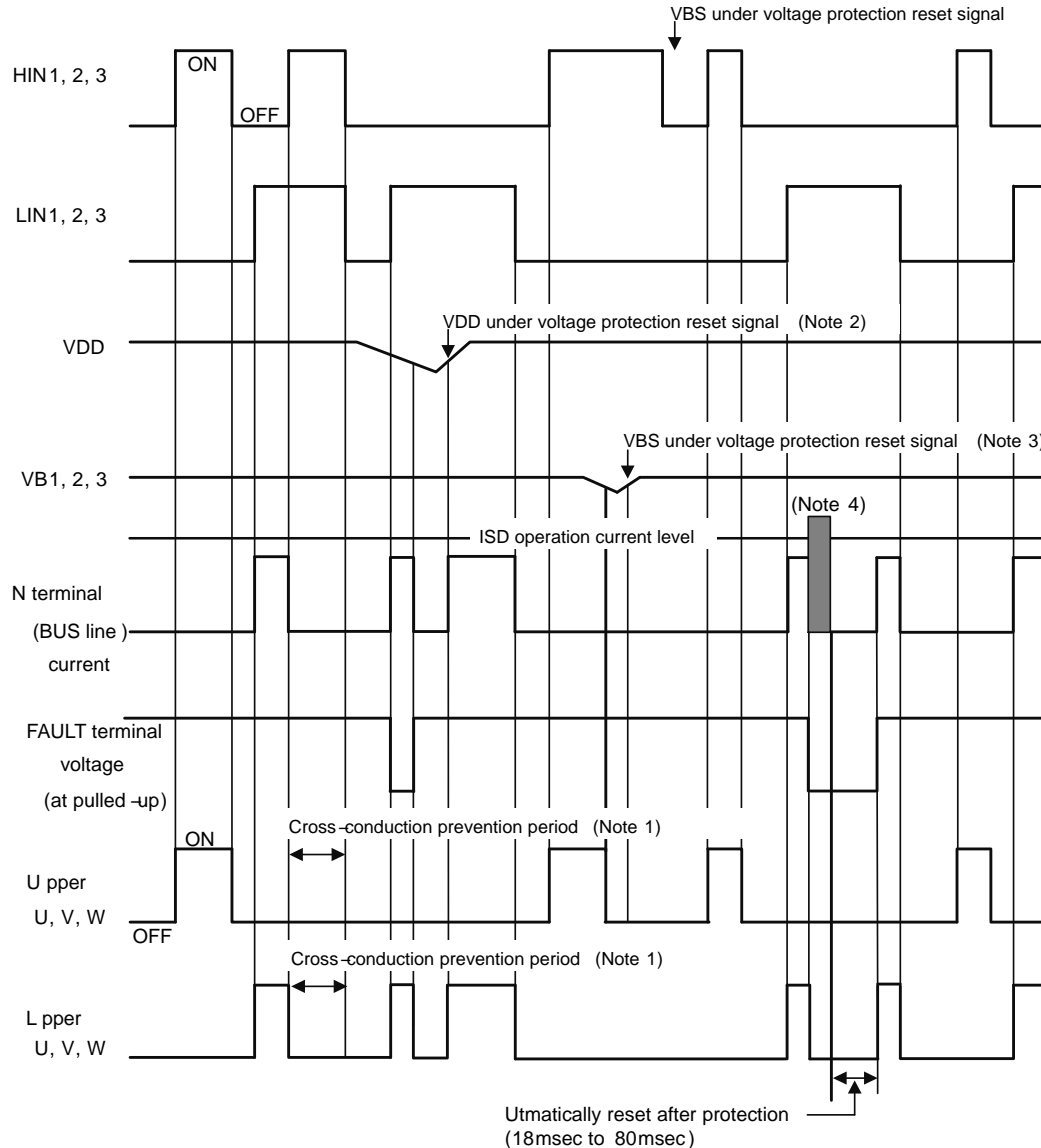 VBS under voltage protection reset signal
HIN1, 2, 3
ON
OFF
LIN1, 2, 3
VDD under voltage protection reset signal (Note 2)
VDD
VBS under voltage protection reset signal (Note 3)
VB1, 2, 3
(Note 4)
ISD operation current level
N terminal
(BUS line )
current
FAULT terminal
voltage
(at pulled-up)
Cross-conduction prevention period (Note 1)
ON
U pper
U, V, W
OFF
Cross-conduction prevention period (Note 1)
L pper
U, V, W
Utmatically reset after protection
(18msec to 80msec)